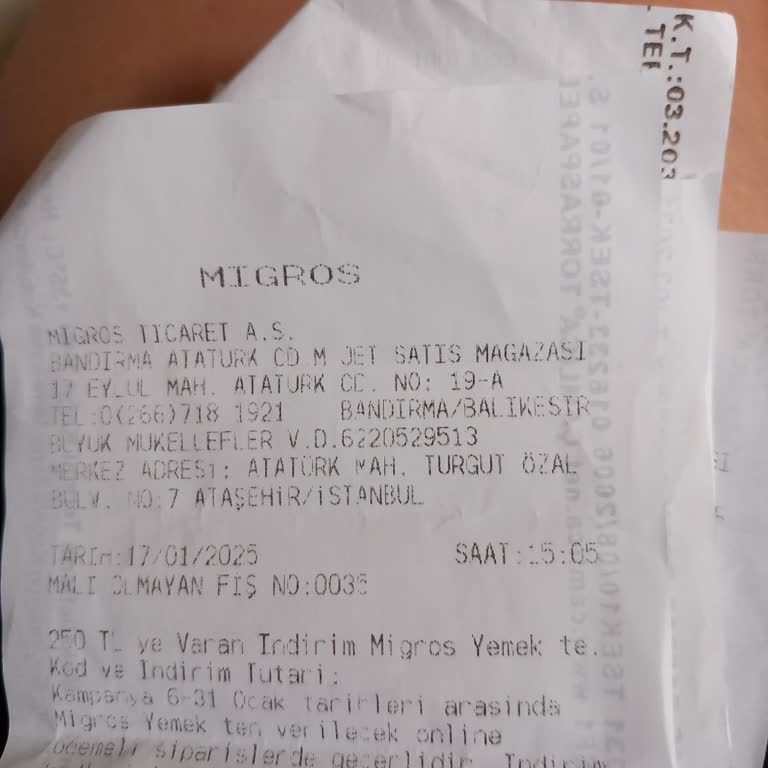 MIGROS
MIGROS TICARET A.S.
BANDIRMA ATATURK CD M JET SATIS MAGAZASI
17 EYLUL MAH. ATATURK CD. NO: 19-A
TEL:0(266)718 1921 BANDIRMA/BALIKESIR
BUYUK MUKELLEFLER V.D.6220529513
MERKEZ ADRESi: ATATÜRK MAH. TURGUT ÖZAL
BULV. NO:7 ATAŞEHİR/İSTANBUL
TARIH:17/01/2025 SAAT:15:05
MALI OLMAYAN FİŞ NO:0035
250 TL ye Varan Indirim Migros Yemek te.
Kod ve Indirim Tutari:
Kampanya 6-31 Ocak tarihleri arasinda
Migros Yemek ten verilecek online
odemeli siparislerde gecerlidir. Indirim
K.T.:03.203